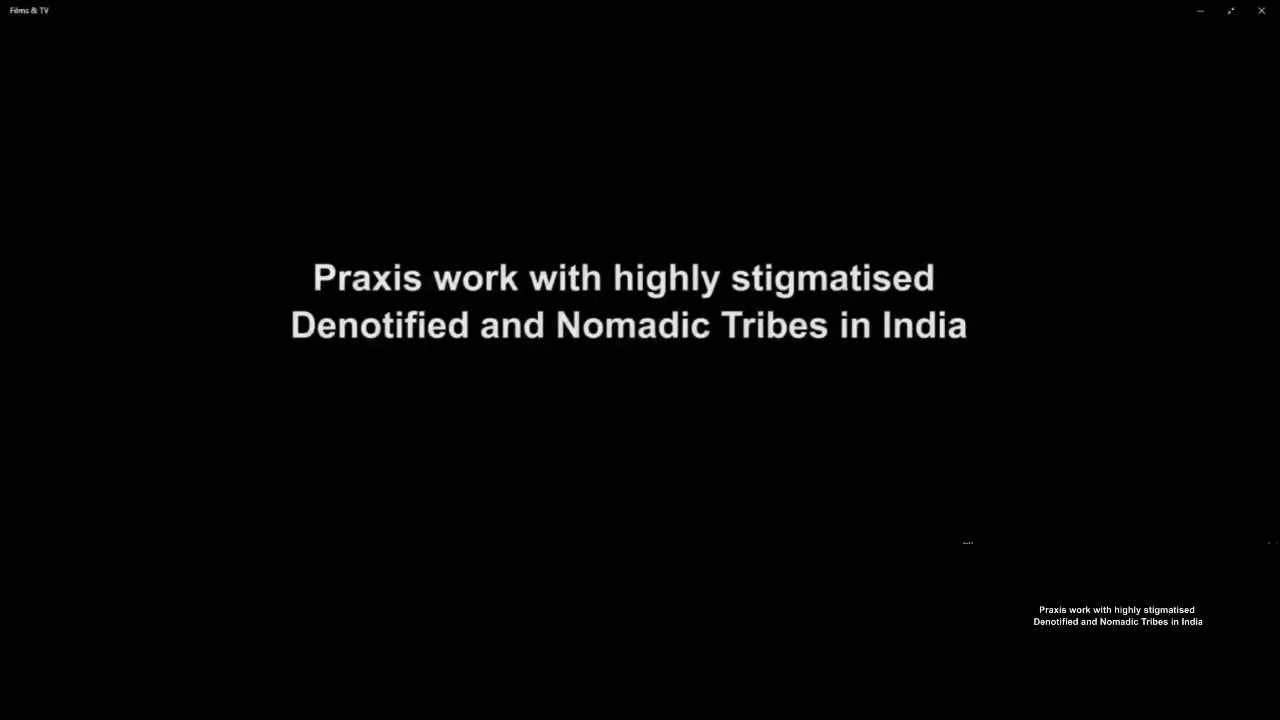 Films & TV
Praxis work with highly stigmatised
Denotified and Nomadic Tribes in India
Praxis work with highly stigmatised
Denotified and Nomadic Tribes in India